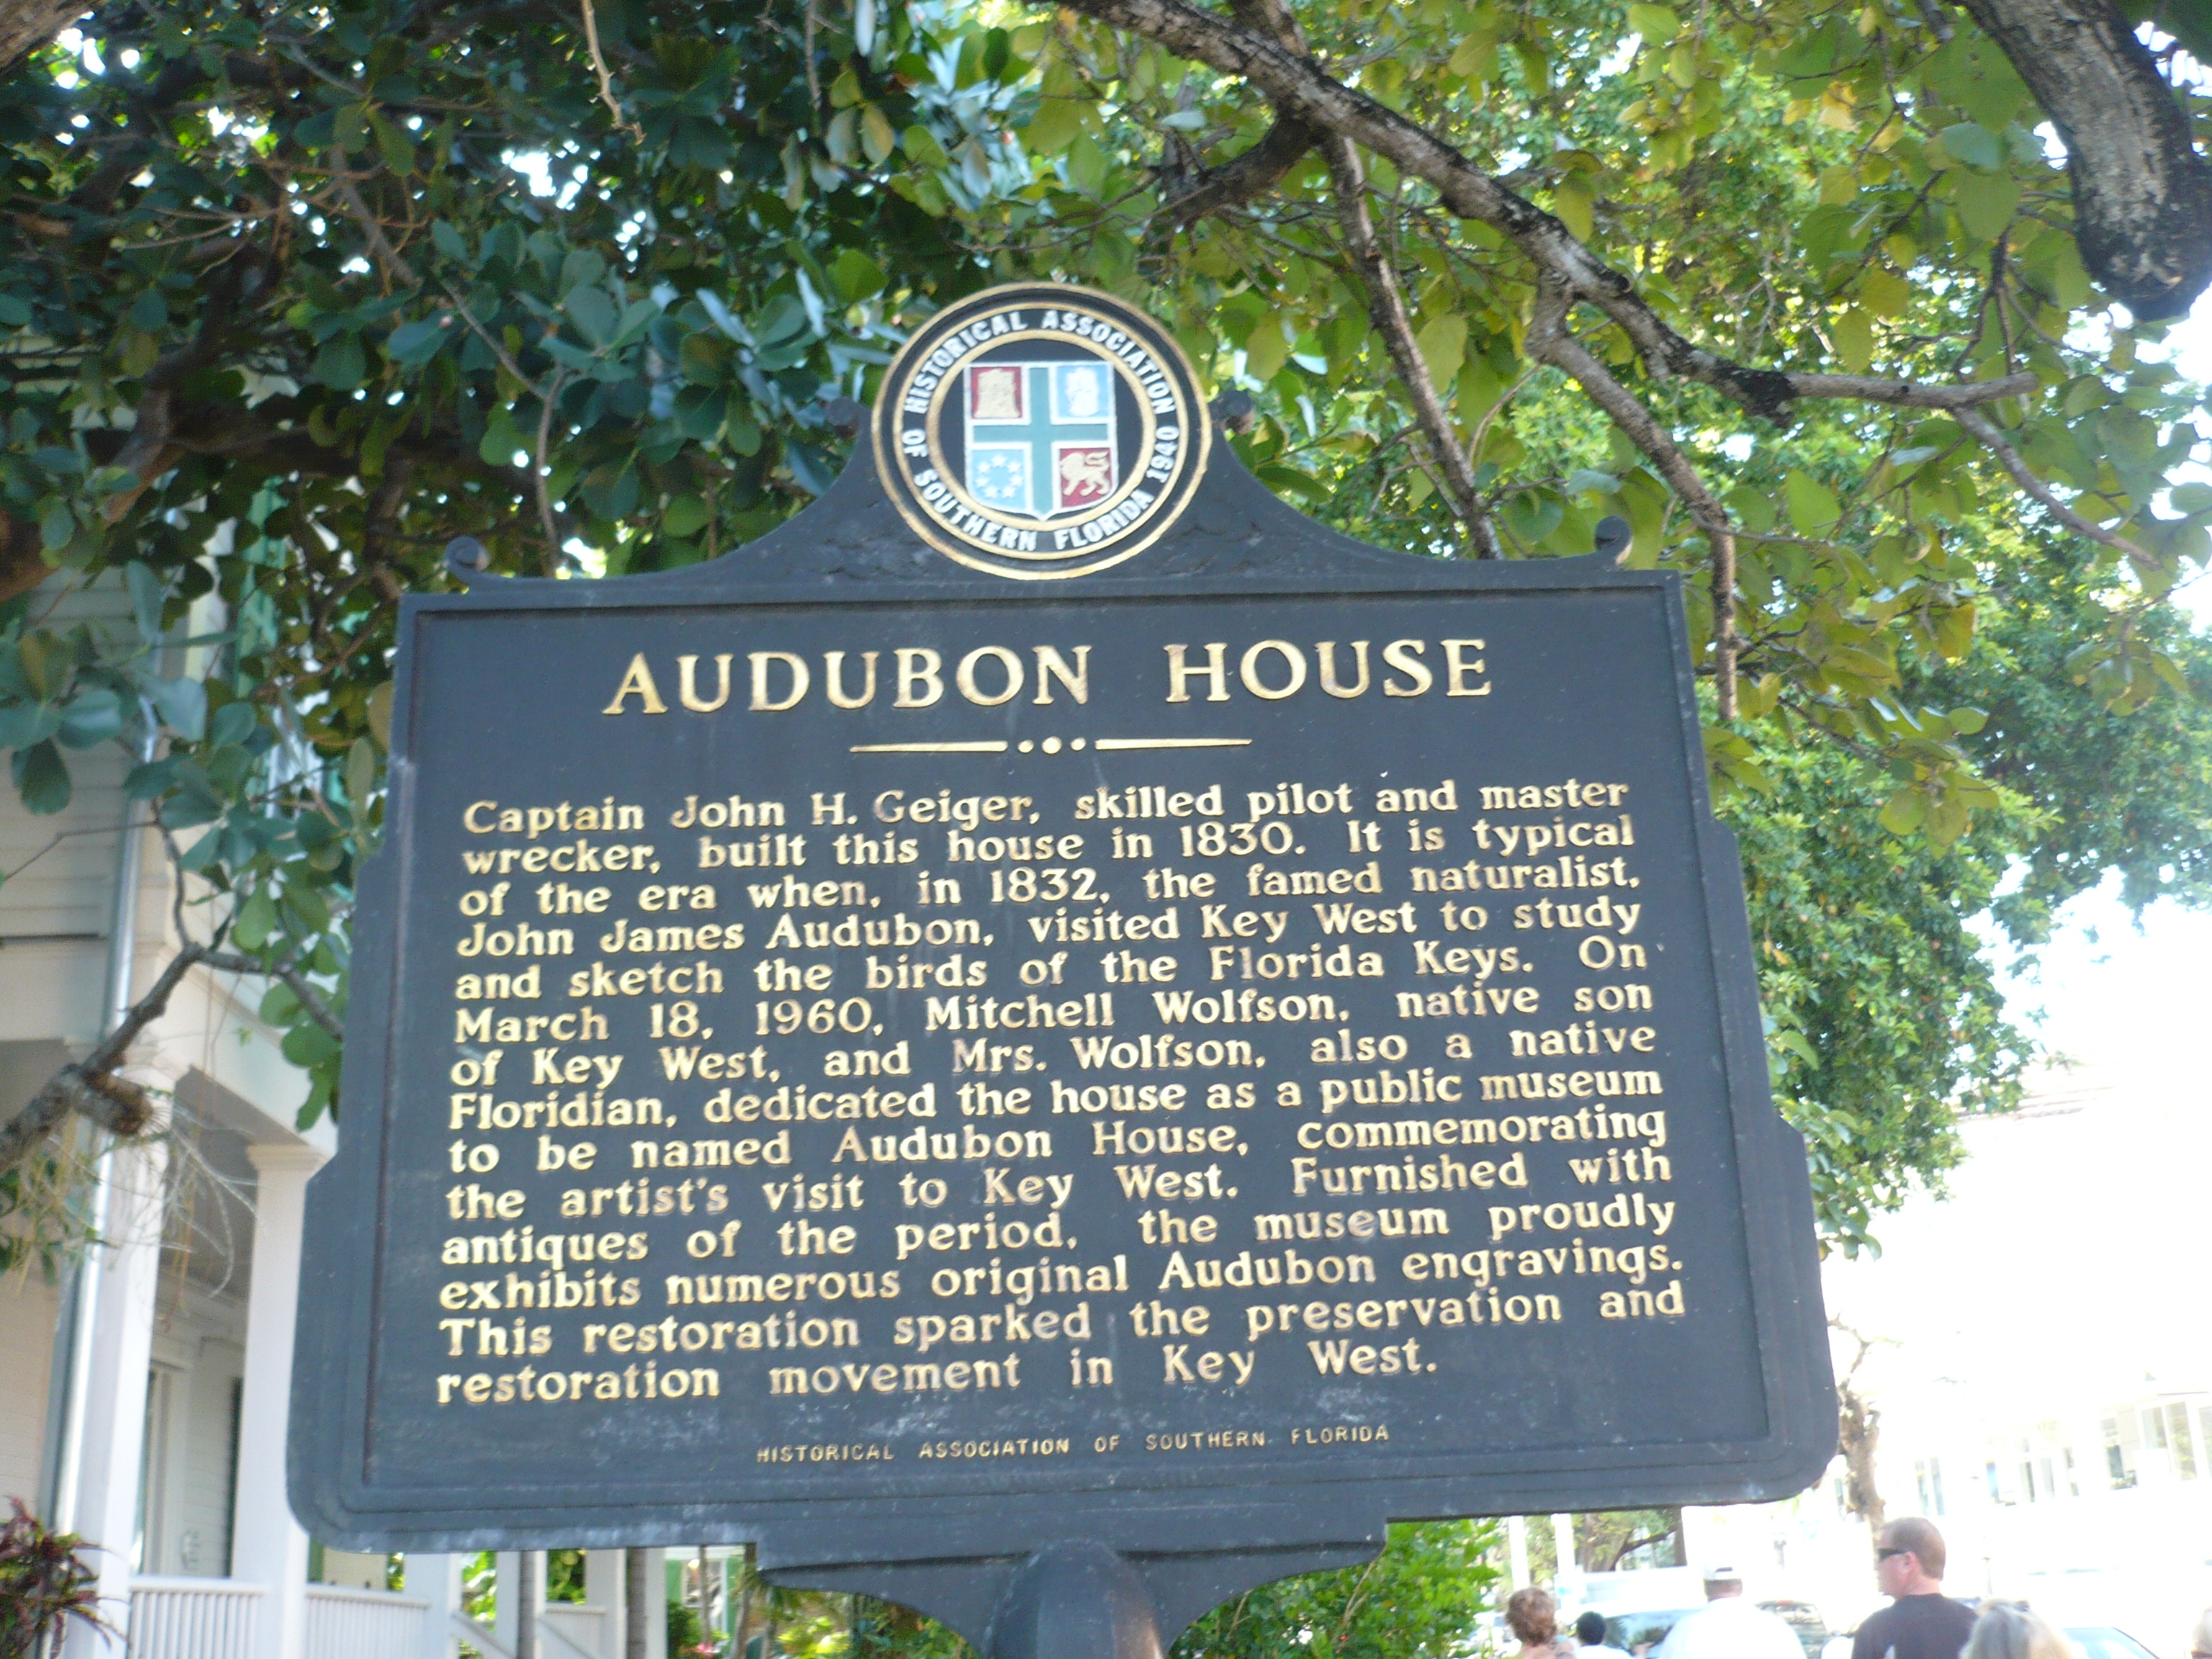 HISTORICAL ASSOCIATION
OF SOUTHERN FLORIDA 1940
AUDUBON HOUSE
Captain John H. Geiger, skilled pilot and master
wrecker, built this house in 1830. It is typical
of the era when, in 1832, the famed naturalist,
John James Audubon, visited Key West to study
and sketch the birds of the Florida Keys. On
March 18, 1960, Mitchell Wolfson, native son
of Key West, and Mrs. Wolfson, also a native
Floridian, dedicated the house as a public museum
to be named Audubon House, commemorating
the artist's visit to Key West. Furnished with
antiques of the period, the museum proudly
exhibits numerous original Audubon engravings.
This restoration sparked the preservation and
restoration movement in Key West.
HISTORICAL ASSOCIATION OF SOUTHERN FLORIDA